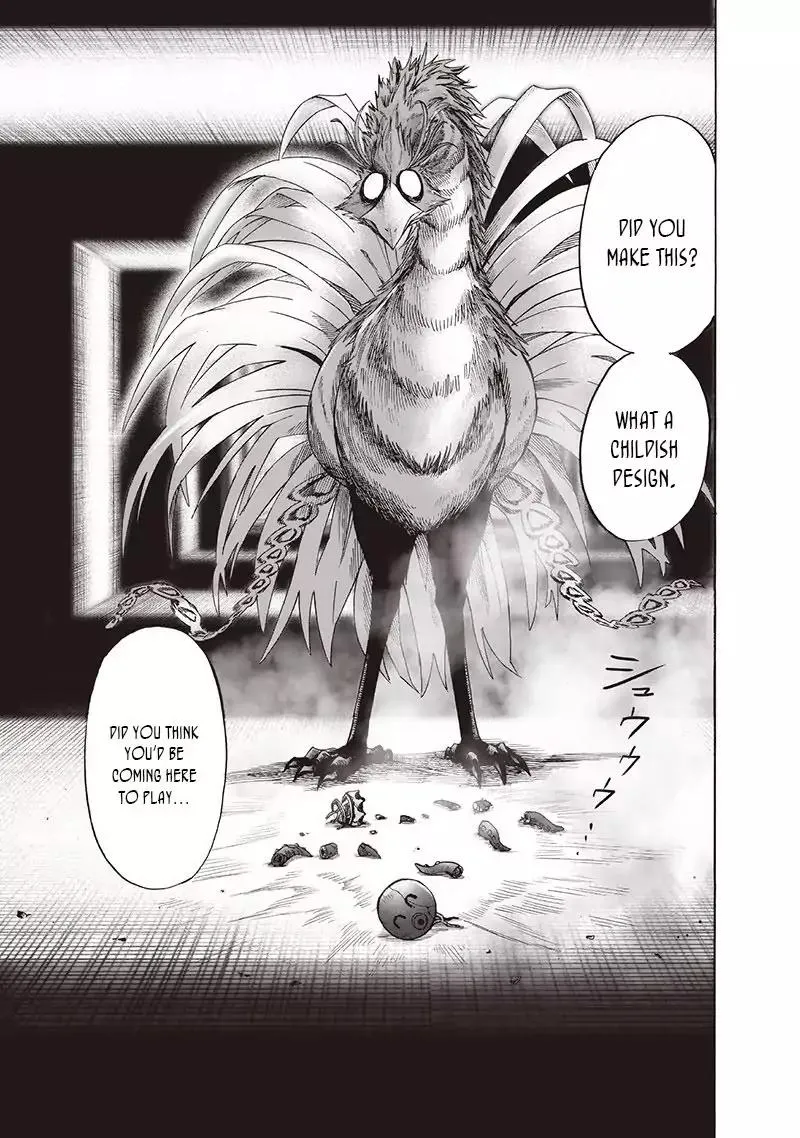 DID YOU
MAKE THIS?
WHAT A
CHILDISH
DESIGN.
シュウウウ
DID YOU THINK
YOU'D BE
COMING HERE
TO PLAY...